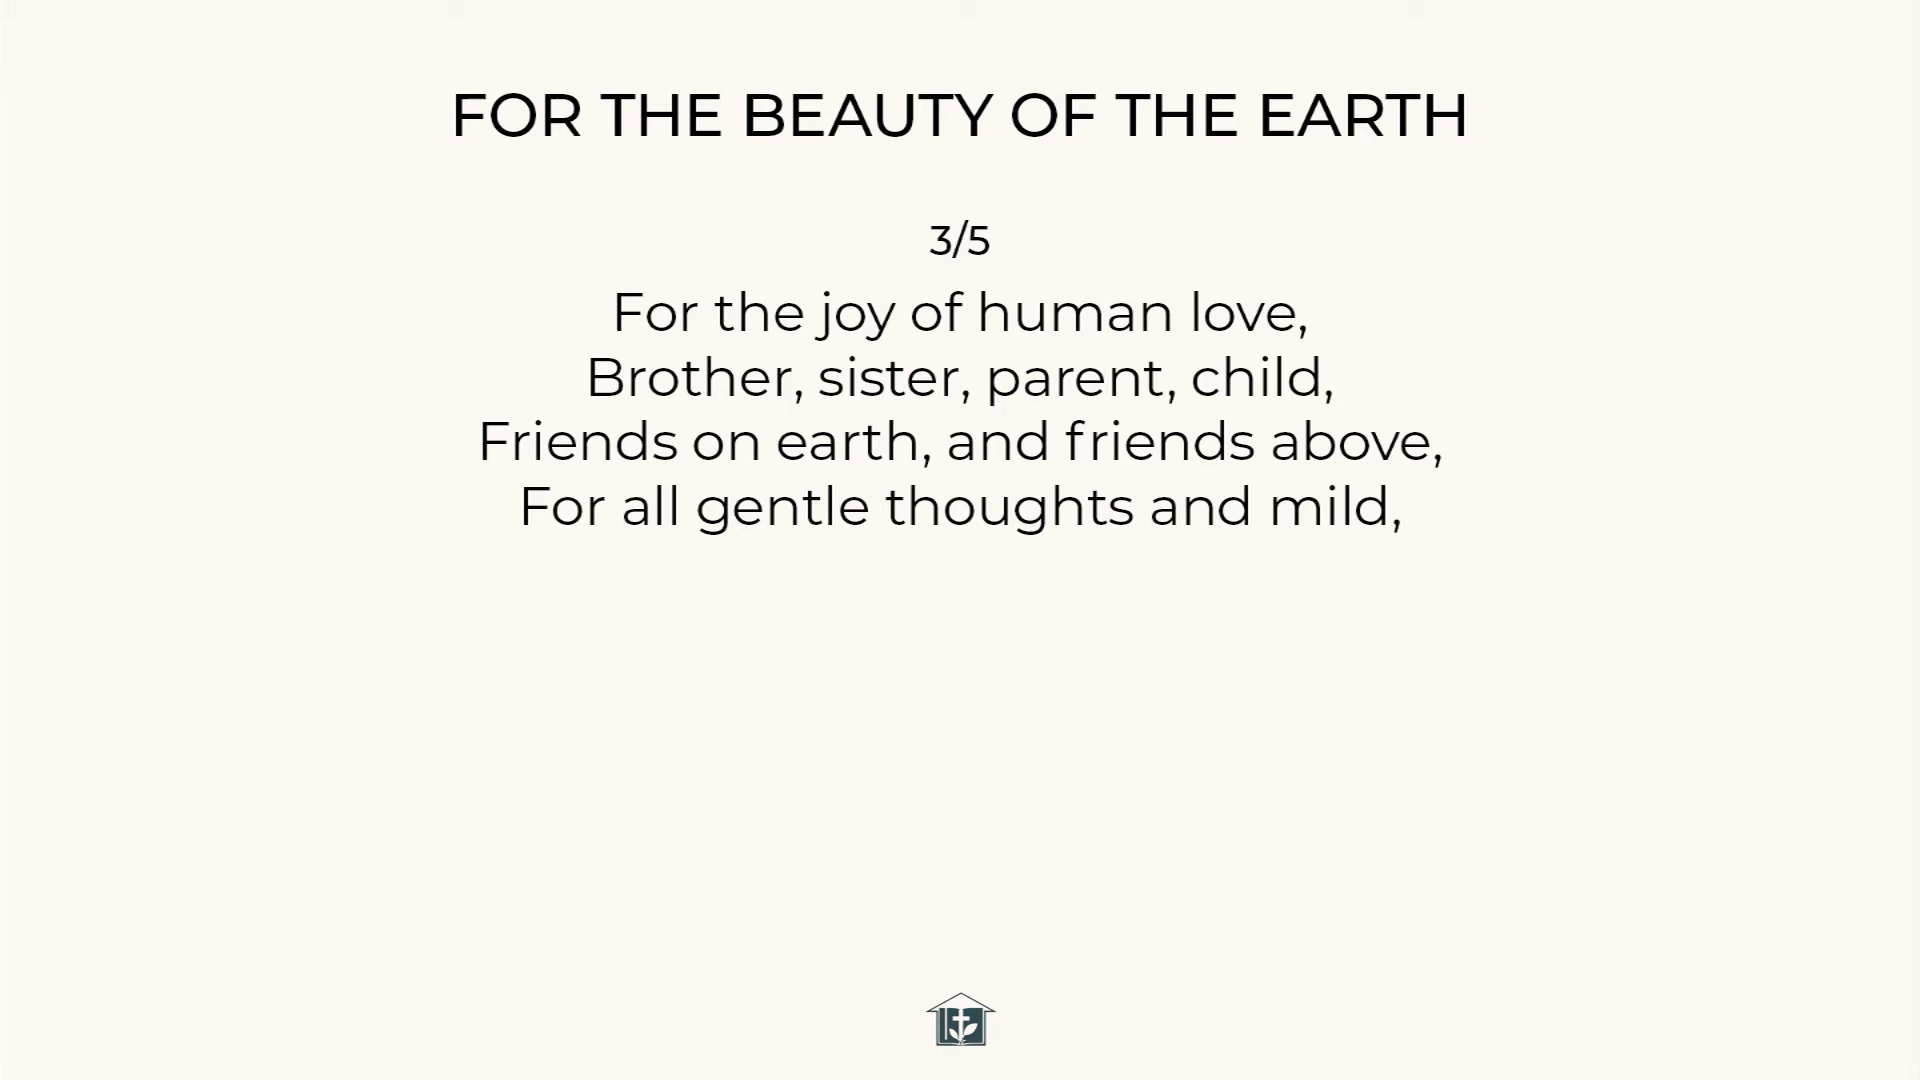 FOR THE BEAUTY OF THE EARTH
3/5
For the joy of human love,
Brother, sister, parent, child,
Friends on earth, and friends above,
For all gentle thoughts and mild,